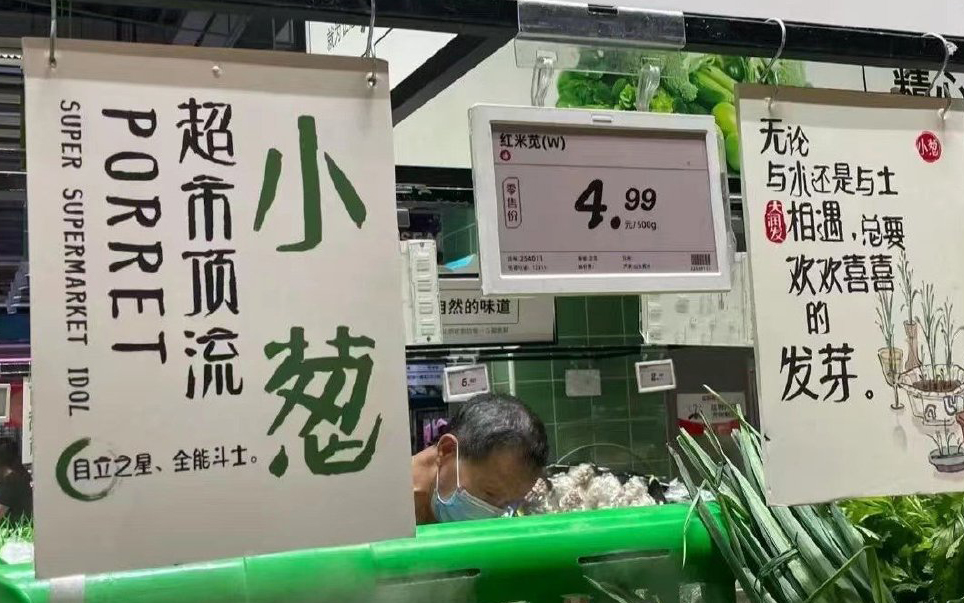 小葱
超市顶流
PORRET
SUPER SUPERMARKET IDOL
自立之星、全能斗士。
红米苋(W)
零售价
4.99
元/500g
自然的味道
精心
小葱
无论
与水还是与土
大润发
相遇，总要
欢欢喜喜
的
发芽。